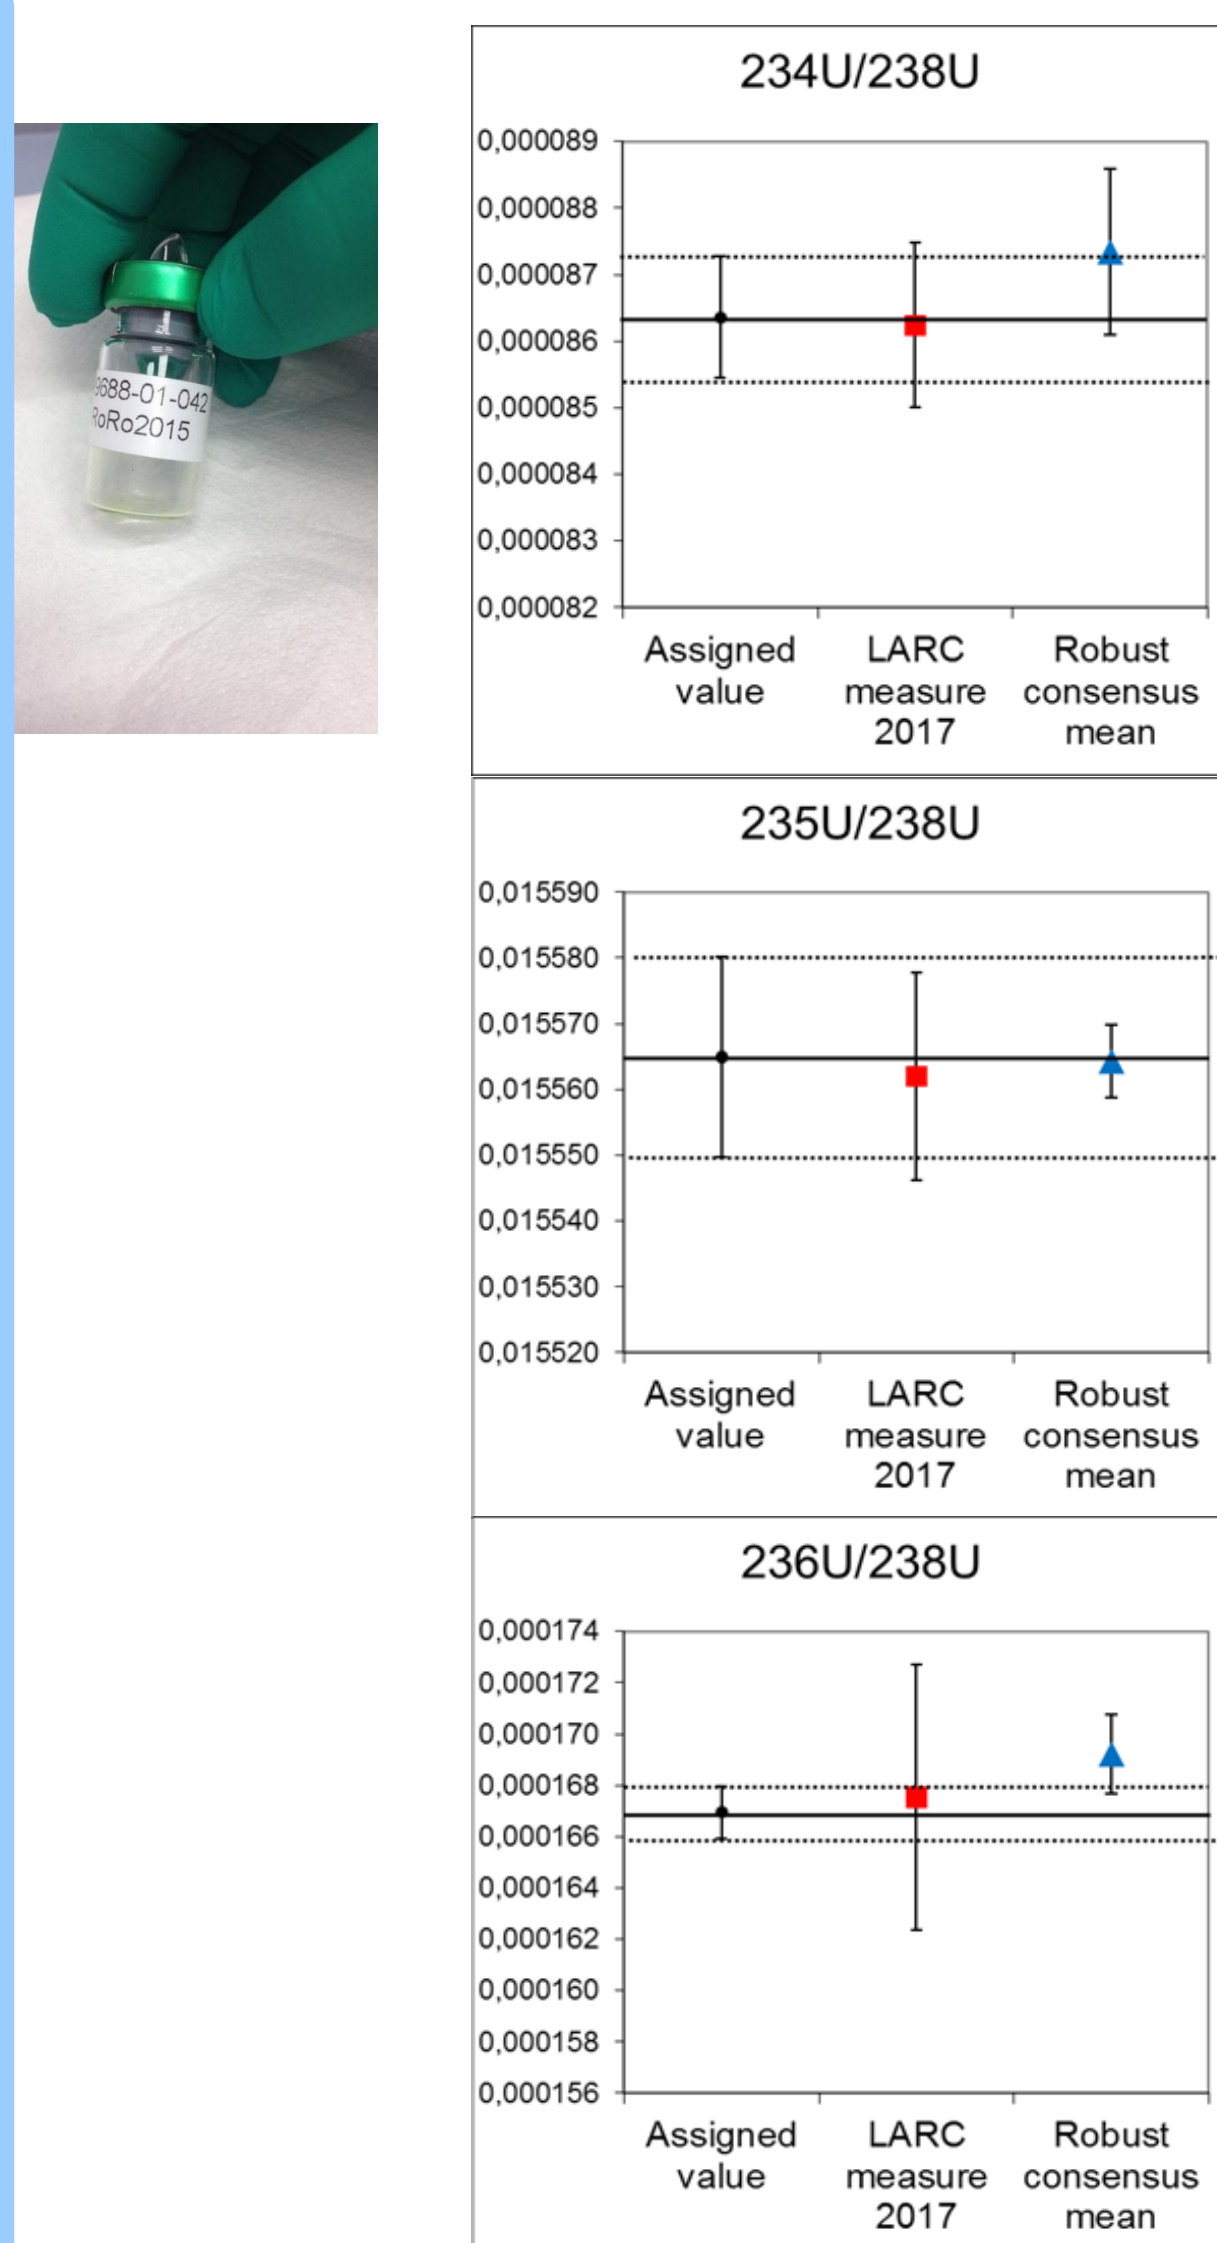 9688-01-042
RoRo2015
234U/238U
0,000089
0,000088
0,000087
0,000086
0,000085
0,000084
0,000083
0,000082
Assigned value
LARC measure 2017
Robust consensus mean
235U/238U
0,015590
0,015580
0,015570
0,015560
0,015550
0,015540
0,015530
0,015520
Assigned value
LARC measure 2017
Robust consensus mean
236U/238U
0,000174
0,000172
0,000170
0,000168
0,000166
0,000164
0,000162
0,000160
0,000158
0,000156
Assigned value
LARC measure 2017
Robust consensus mean